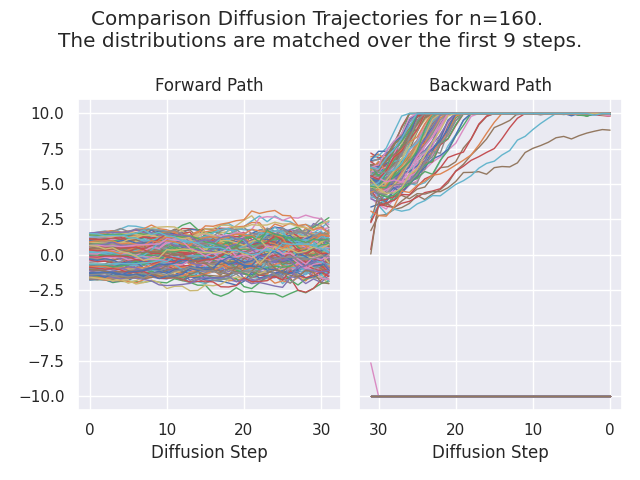 Comparison Diffusion Trajectories for n=160.
The distributions are matched over the first 9 steps.
Forward Path
Backward Path
10.0
7.5
5.0
2.5
0.0
−2.5
−5.0
−7.5
−10.0
0 10 20 30
30 20 10 0
Diffusion Step
Diffusion Step